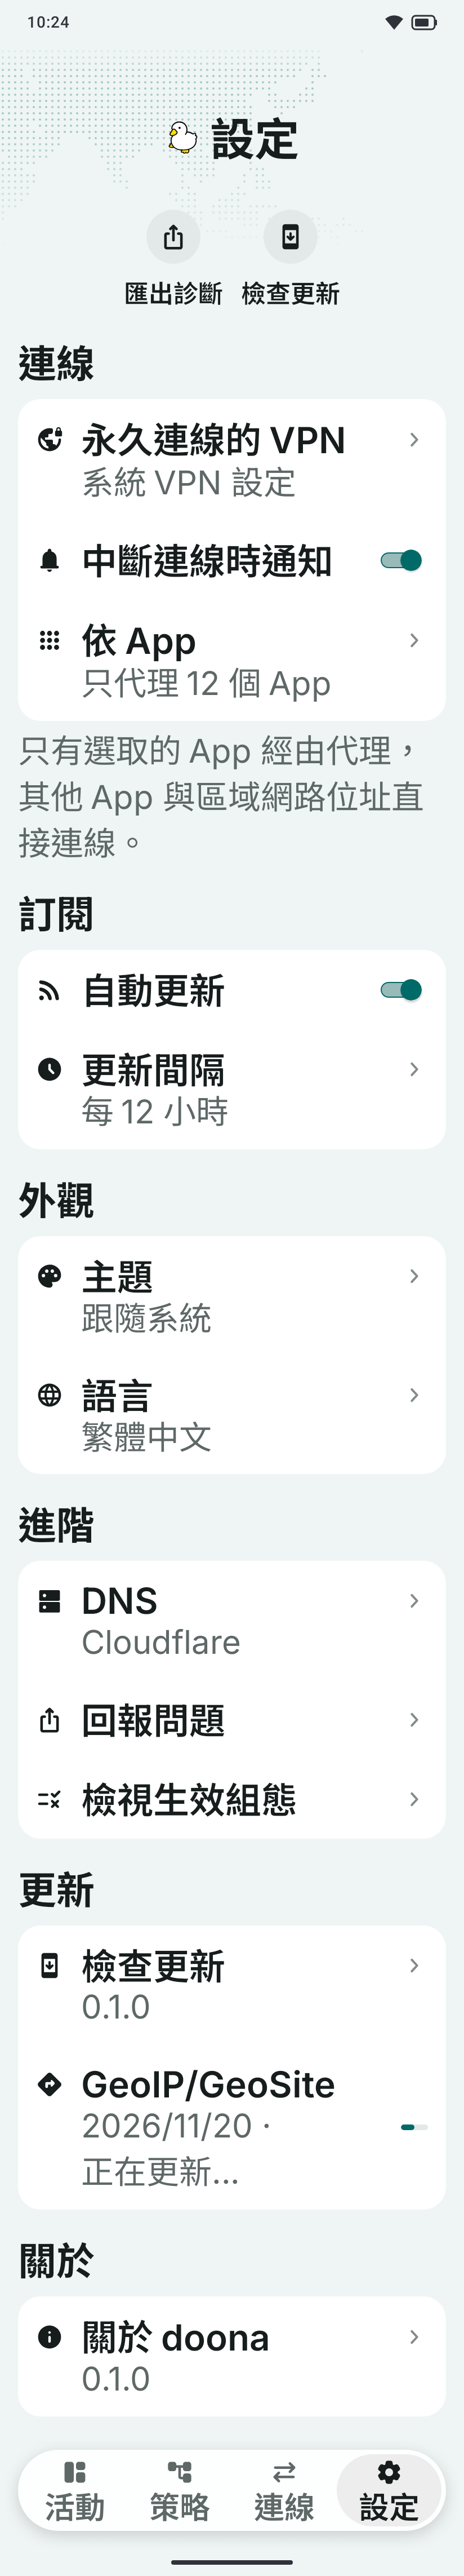 10:24
設定
匯出診斷 檢查更新
連線
永久連線的 VPN
系統 VPN 設定
中斷連線時通知
依 App
只代理 12 個 App
只有選取的 App 經由代理，
其他 App 與區域網路位址直
接連線。
訂閱
自動更新
更新間隔
每 12 小時
外觀
主題
跟隨系統
語言
繁體中文
進階
DNS
Cloudflare
回報問題
檢視生效組態
更新
檢查更新
0.1.0
GeoIP/GeoSite
2026/11/20 ·
正在更新...
關於
關於 doona
0.1.0
活動 策略 連線 設定